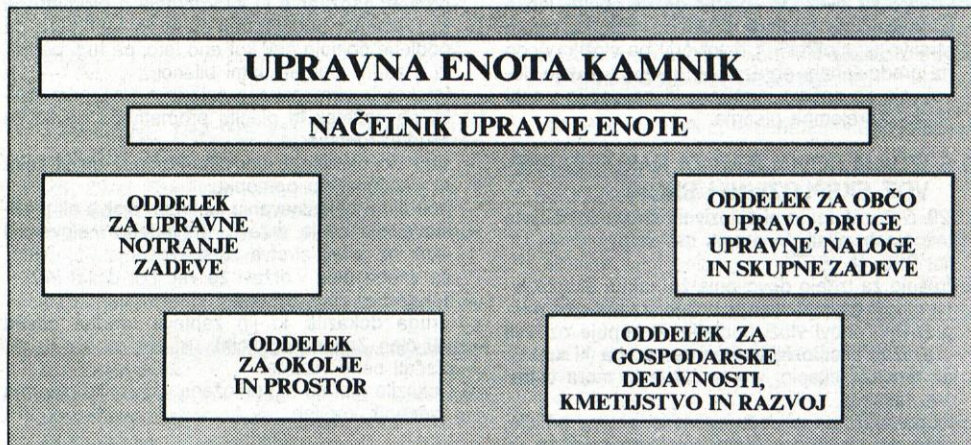 UPRAVNA ENOTA KAMNIK
NAČELNIK UPRAVNE ENOTE
ODDELEK
ZA UPRAVNE
NOTRANJE
ZADEVE
ODDELEK ZA OBČO
UPRAVO, DRUGE
UPRAVNE NALOGE
IN SKUPNE ZADEVE
ODDELEK
ZA OKOLJE
IN PROSTOR
ODDELEK ZA
GOSPODARSKE
DEJAVNOSTI,
KMETIJSTVO IN RAZVOJ